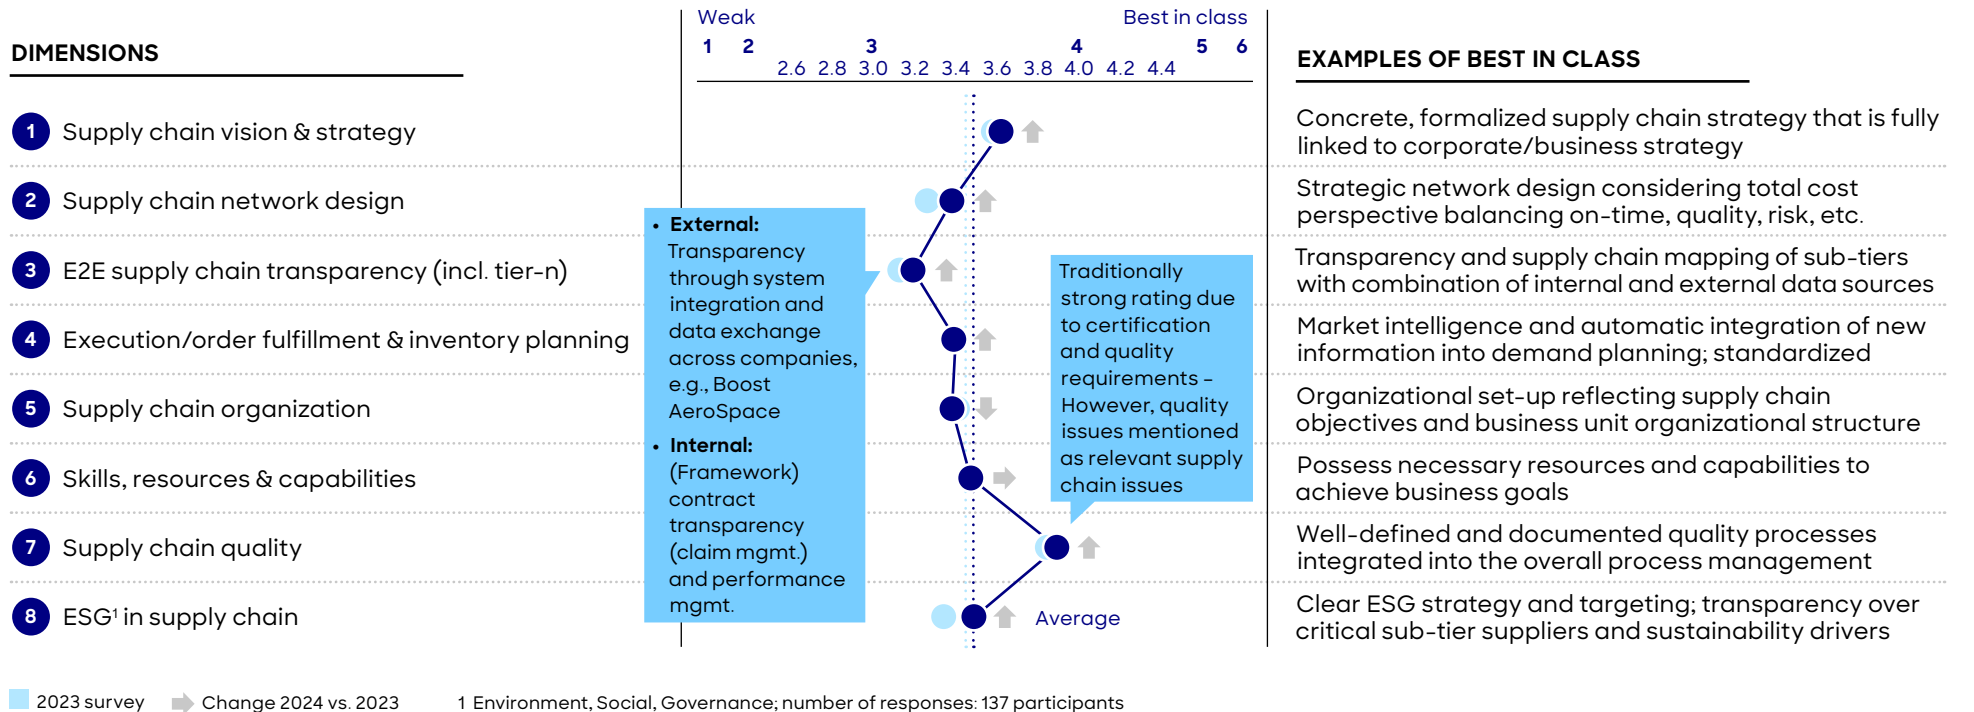 DIMENSIONS
Weak
Best in class
1 2 3 4 5 6
2.6 2.8 3.0 3.2 3.4 3.6 3.8 4.0 4.2 4.4
EXAMPLES OF BEST IN CLASS
1 Supply chain vision & strategy
Concrete, formalized supply chain strategy that is fully
linked to corporate/business strategy
2 Supply chain network design
Strategic network design considering total cost
perspective balancing on-time, quality, risk, etc.
3 E2E supply chain transparency (incl. tier-n)
Transparency and supply chain mapping of sub-tiers
with combination of internal and external data sources
4 Execution/order fulfillment & inventory planning
Market intelligence and automatic integration of new
information into demand planning; standardized
5 Supply chain organization
Organizational set-up reflecting supply chain
objectives and business unit organizational structure
6 Skills, resources & capabilities
Possess necessary resources and capabilities to
achieve business goals
7 Supply chain quality
Well-defined and documented quality processes
integrated into the overall process management
8 ESG¹ in supply chain
Average
Clear ESG strategy and targeting; transparency over
critical sub-tier suppliers and sustainability drivers
• External:
Transparency
through system
integration and
data exchange
across companies,
e.g., Boost
AeroSpace
• Internal:
(Framework)
contract
transparency
(claim mgmt.)
and performance
mgmt.
Traditionally
strong rating due
to certification
and quality
requirements –
However, quality
issues mentioned
as relevant supply
chain issues
2023 survey
Change 2024 vs. 2023
1 Environment, Social, Governance; number of responses: 137 participants